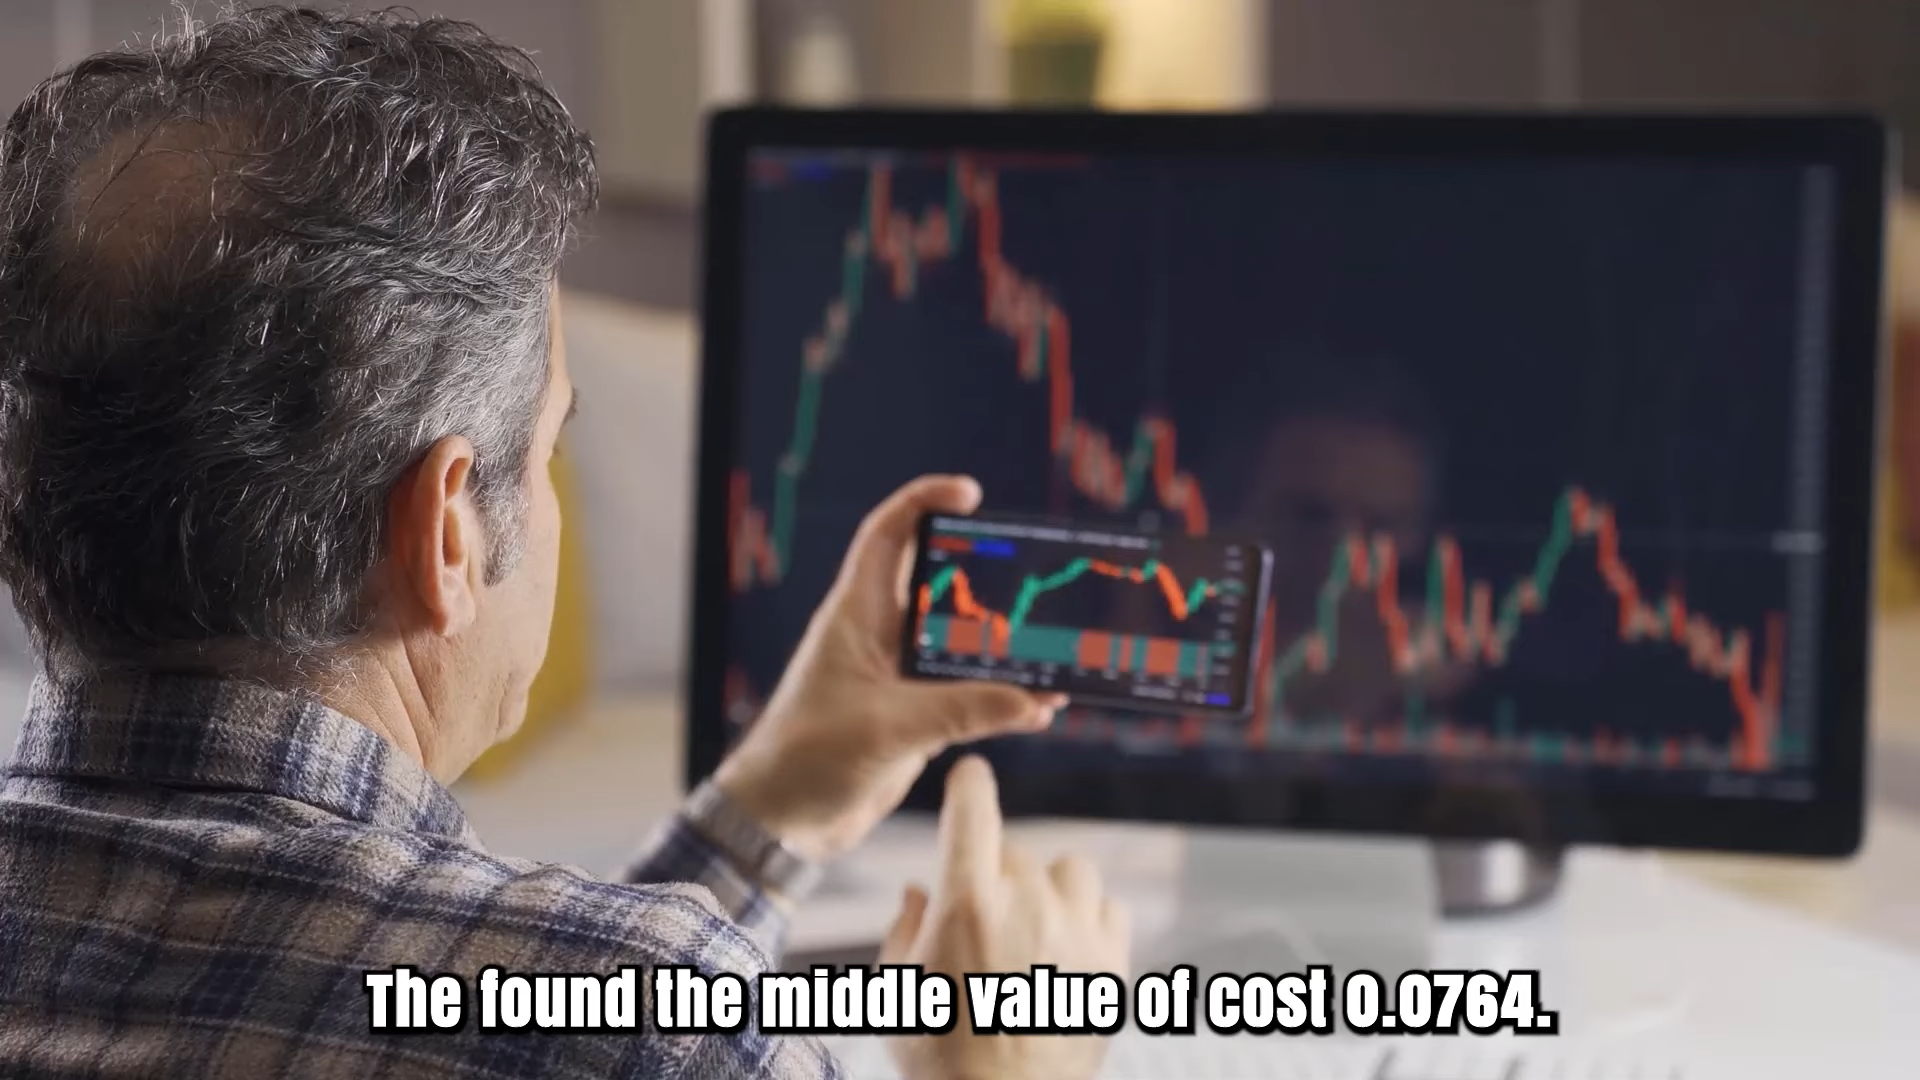 The found the middle value of cost 0.0764.